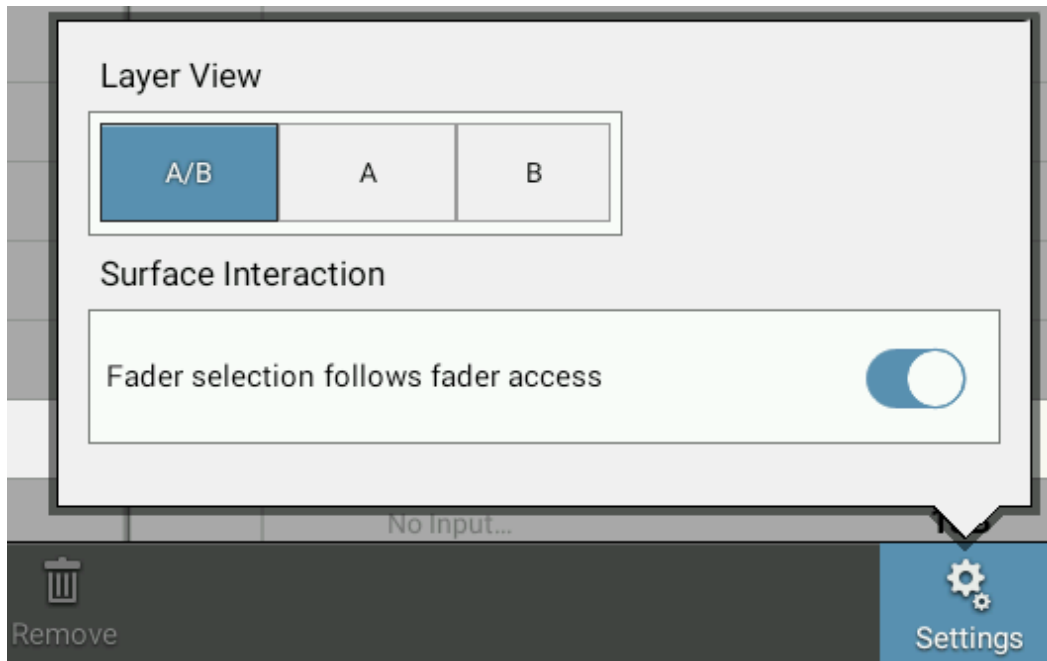 Layer View
A/B A B
Surface Interaction
Fader selection follows fader access
No Input...
Remove Settings